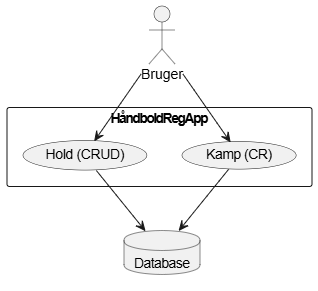 Bruger
HåndboldRegApp
Hold (CRUD)
Kamp (CR)
Database